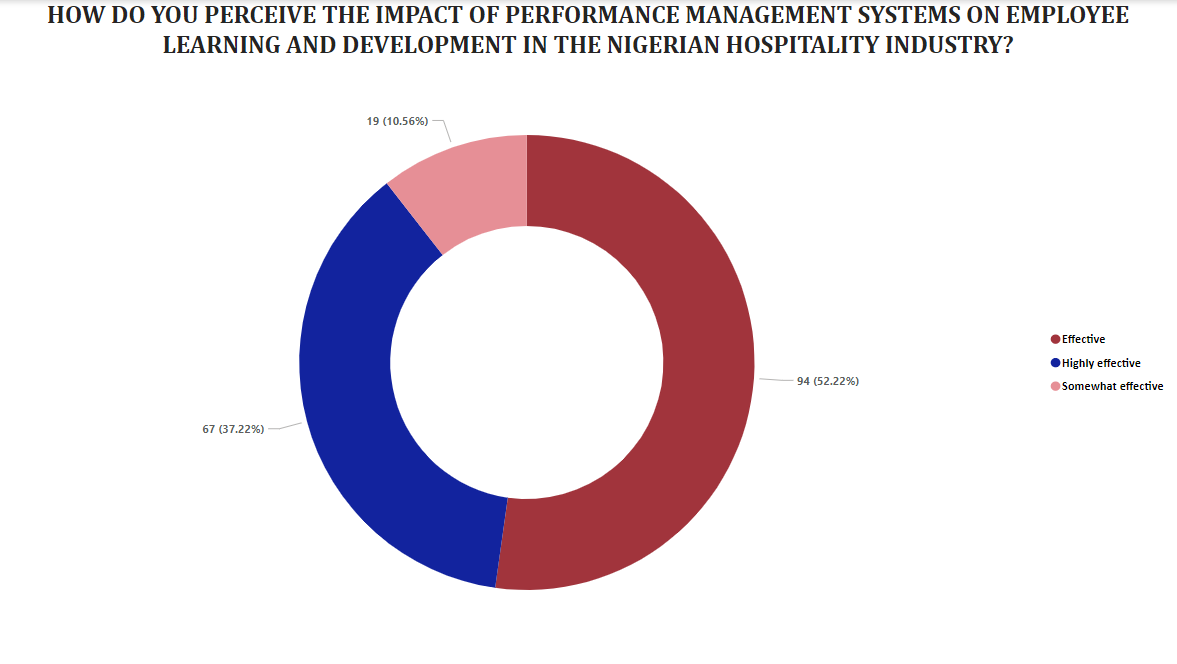 HOW DO YOU PERCEIVE THE IMPACT OF PERFORMANCE MANAGEMENT SYSTEMS ON EMPLOYEE
LEARNING AND DEVELOPMENT IN THE NIGERIAN HOSPITALITY INDUSTRY?
19 (10.56%)
Effective
Highly effective
94 (52.22%)
Somewhat effective
67 (37.22%)